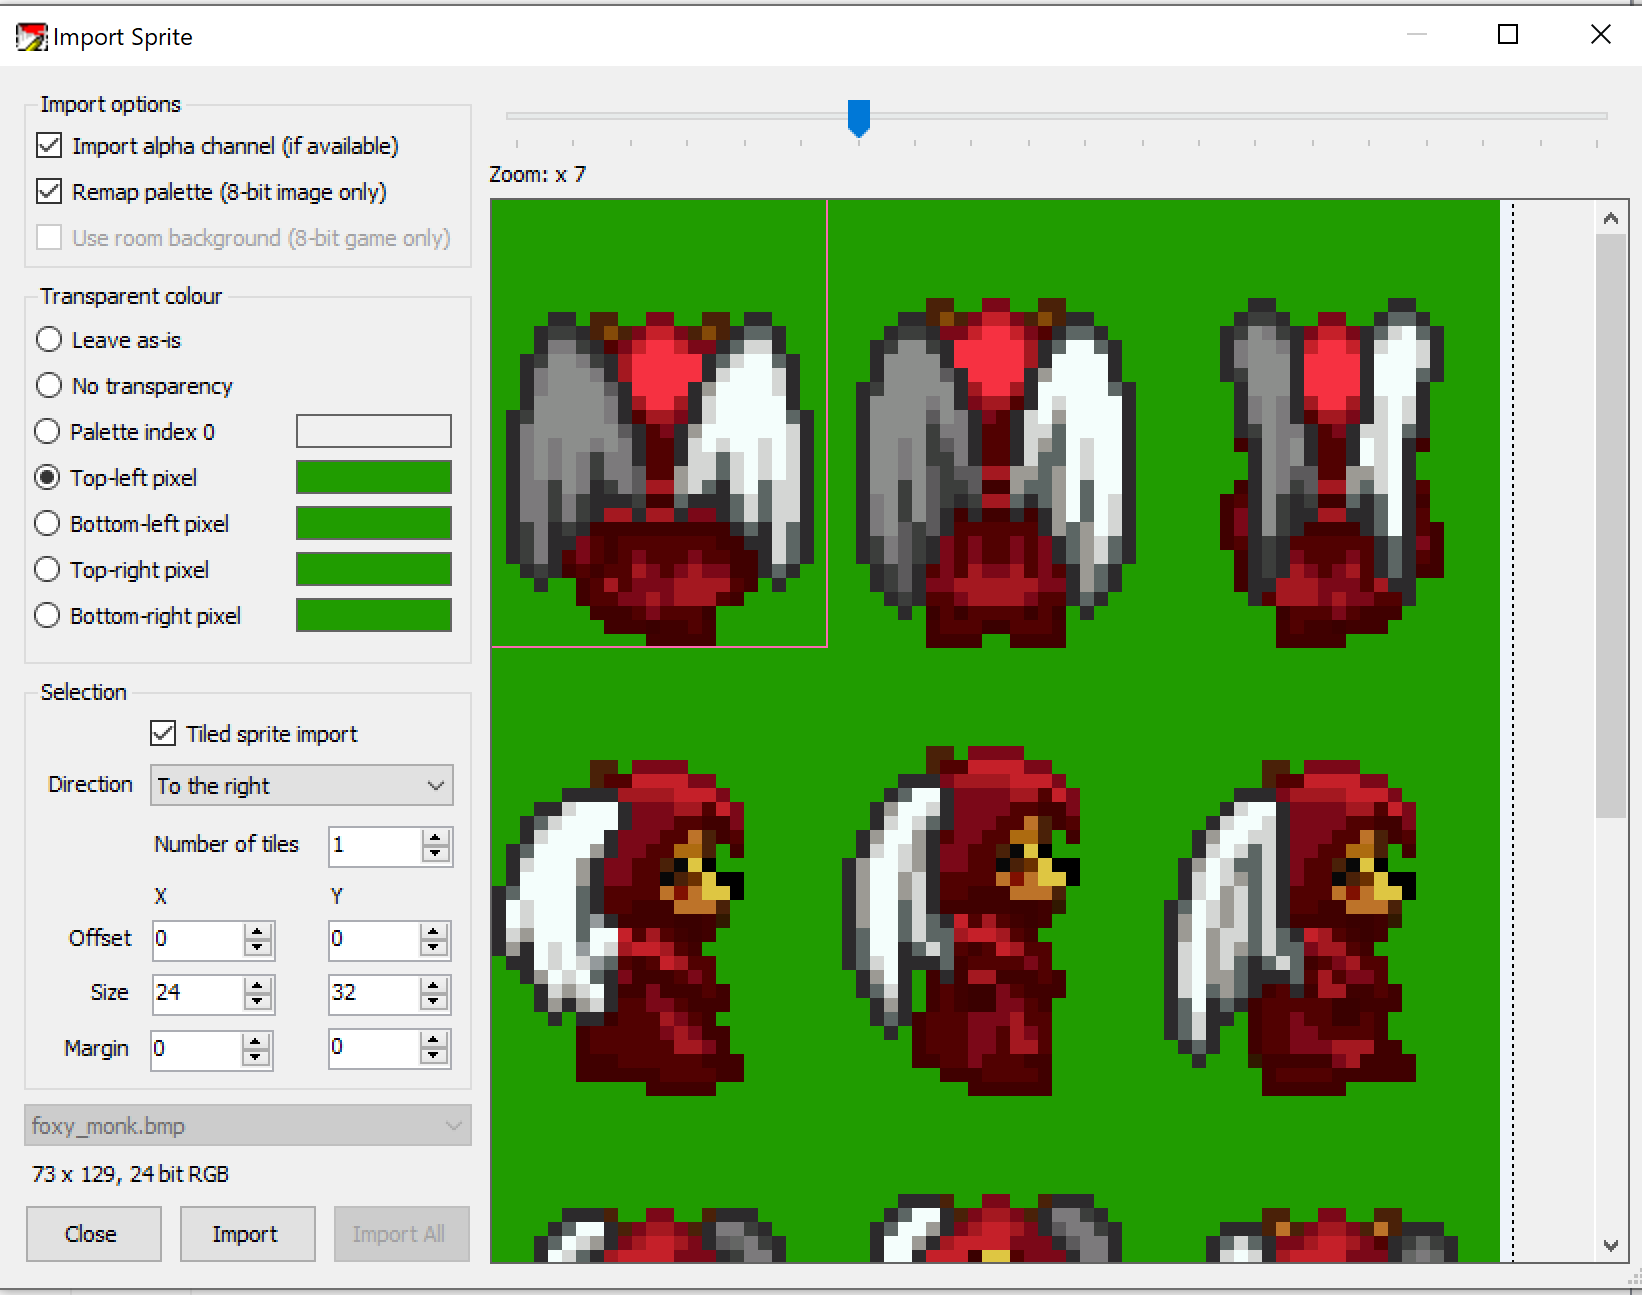 Import Sprite
Import options
Import alpha channel (if available)
Remap palette (8-bit image only)
Use room background (8-bit game only)
Transparent colour
Leave as-is
No transparency
Palette index 0
Top-left pixel
Bottom-left pixel
Top-right pixel
Bottom-right pixel
Selection
Tiled sprite import
Direction To the right
Number of tiles 1
X Y
Offset 0 0
Size 24 32
Margin 0 0
foxy_monk.bmp
73 x 129, 24 bit RGB
Close Import Import All
Zoom: x 7